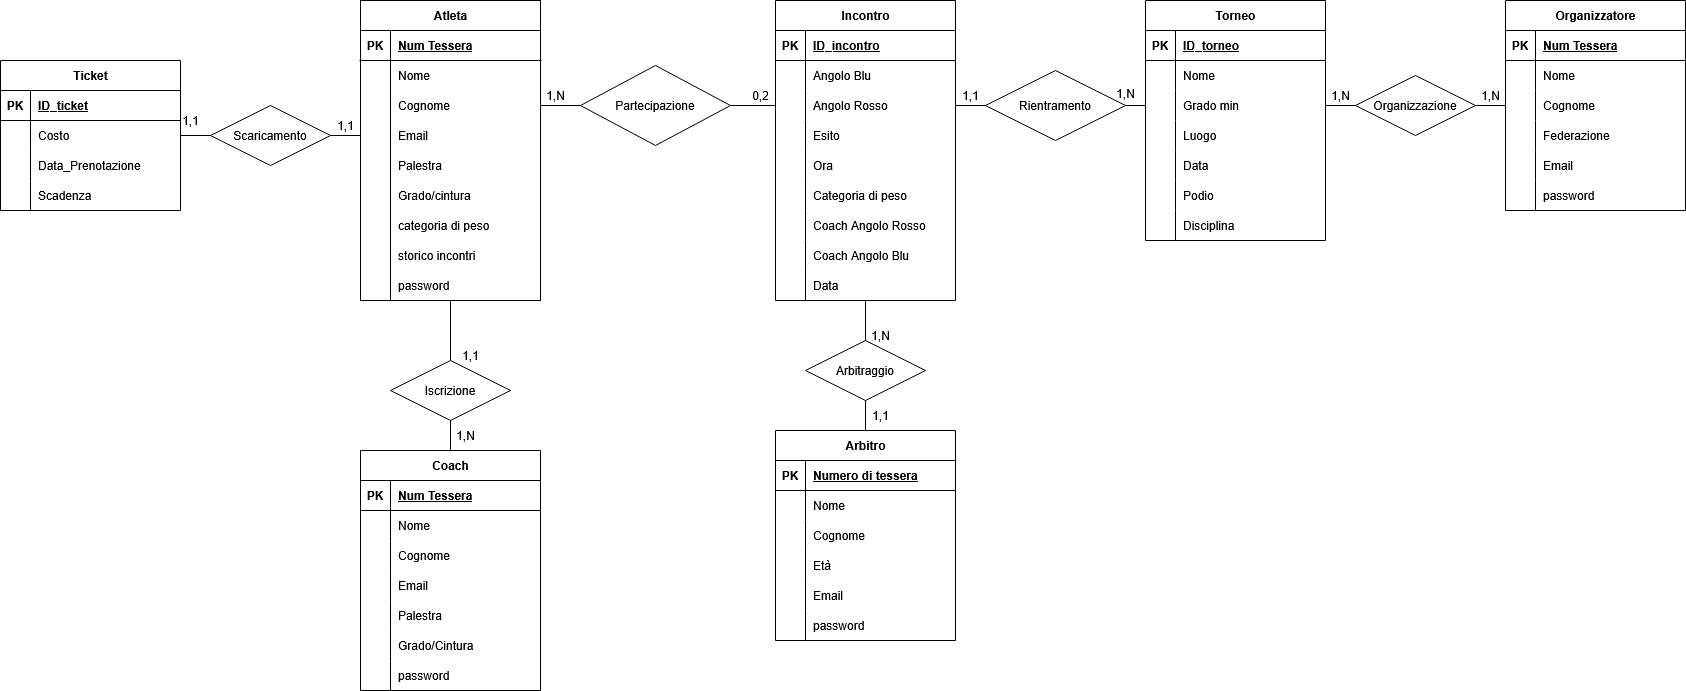 Ticket
PK ID_ticket
Costo
Data_Prenotazione
Scadenza
1,1
Scaricamento
1,1
Atleta
PK Num Tessera
Nome
Cognome
Email
Palestra
Grado/cintura
categoria di peso
storico incontri
password
1,N
Partecipazione
0,2
Incontro
PK ID_incontro
Angolo Blu
Angolo Rosso
Esito
Ora
Categoria di peso
Coach Angolo Rosso
Coach Angolo Blu
Data
1,1
Rientramento
1,N
Torneo
PK ID_torneo
Nome
Grado min
Luogo
Data
Podio
Disciplina
1,N
Organizzazione
1,N
Organizzatore
PK Num Tessera
Nome
Cognome
Federazione
Email
password
1,1
Iscrizione
1,N
Coach
PK Num Tessera
Nome
Cognome
Email
Palestra
Grado/Cintura
password
1,N
Arbitraggio
1,1
Arbitro
PK Numero di tessera
Nome
Cognome
Età
Email
password